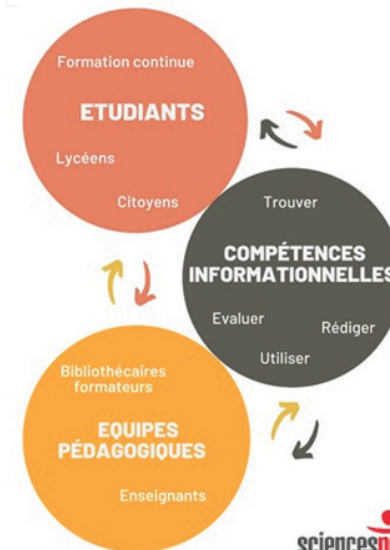 Formation continue
ETUDIANTS
Lycéens
Citoyens
Trouver
COMPÉTENCES
INFORMATIONNELLES
Evaluer
Rédiger
Utiliser
Bibliothécaires
formateurs
EQUIPES
PÉDAGOGIQUES
Enseignants